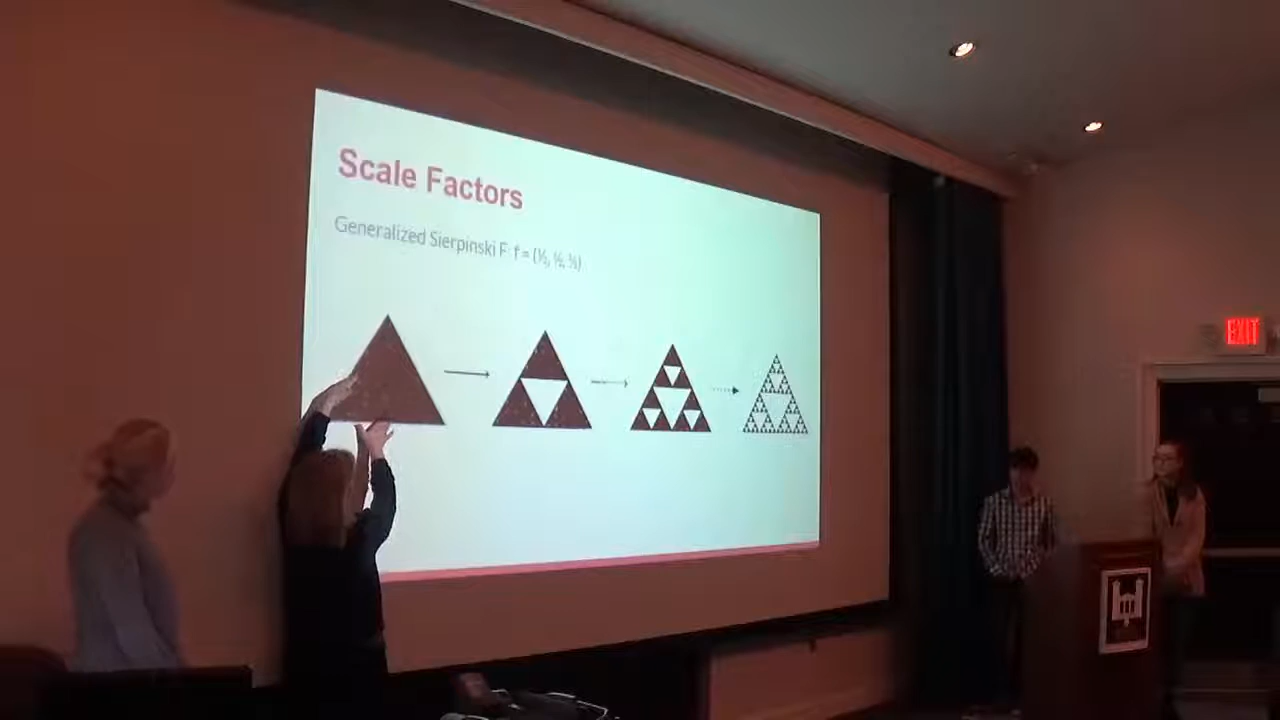 Scale Factors
Generalized Sierpinski F: f = (½, ½, ½)
EXIT